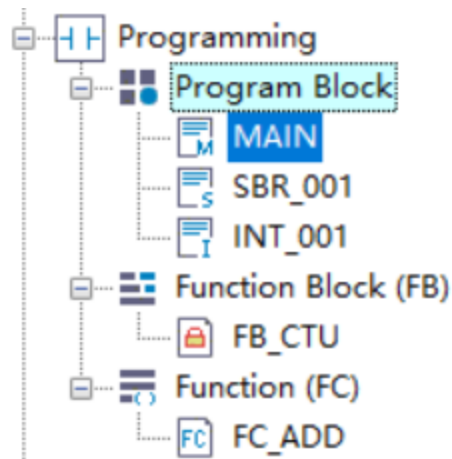 Programming
Program Block
MAIN
SBR_001
INT_001
Function Block (FB)
FB_CTU
Function (FC)
FC_ADD